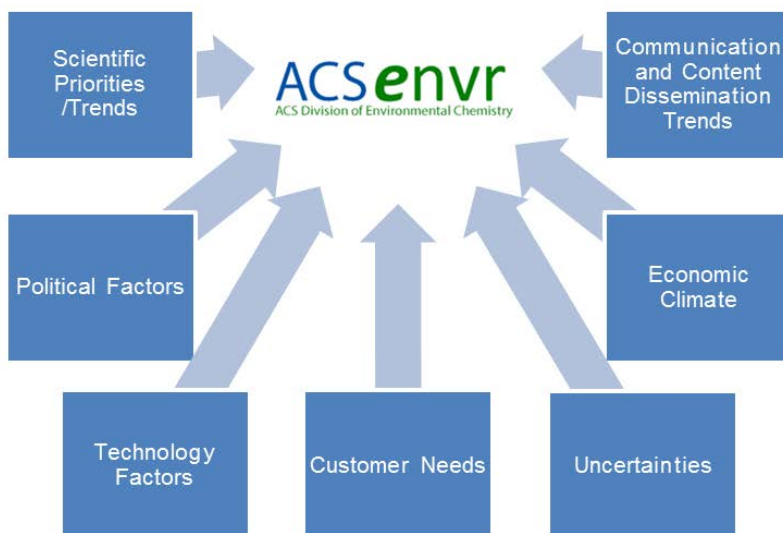 Scientific
Priorities
/Trends
ACSenvr
ACS Division of Environmental Chemistry
Communication
and Content
Dissemination
Trends
Political Factors
Economic
Climate
Technology
Factors
Customer Needs
Uncertainties